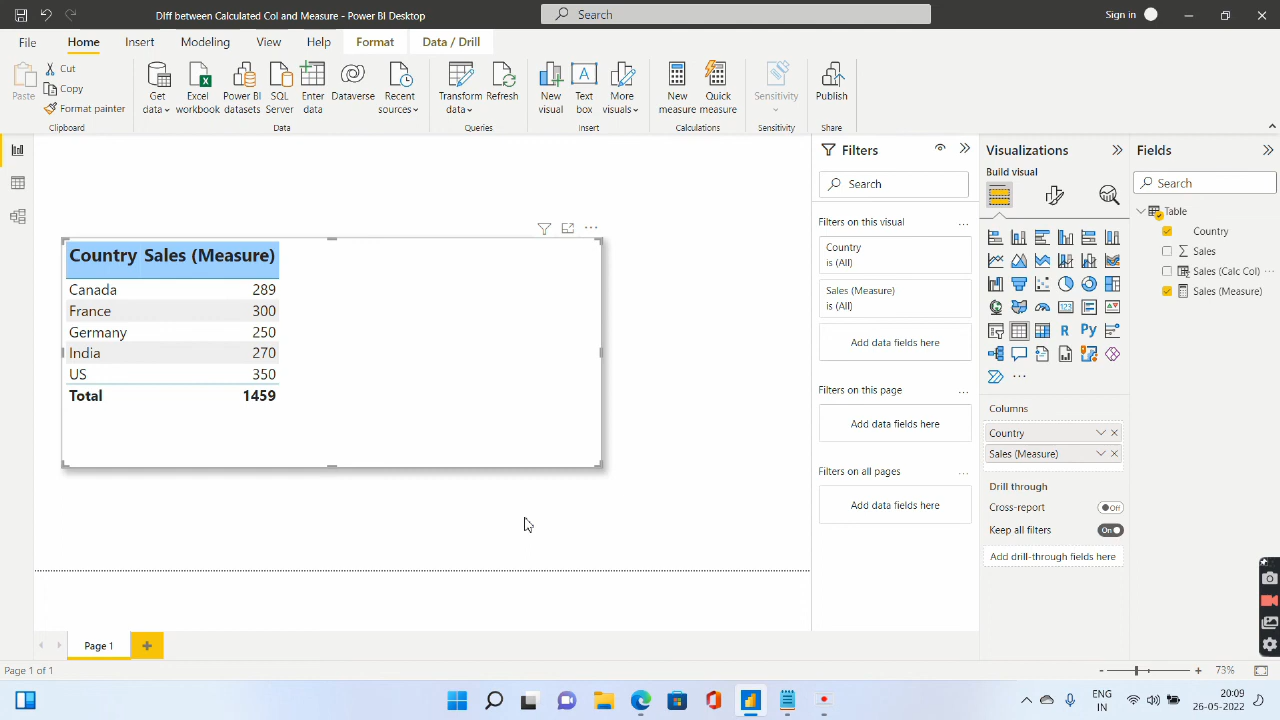 DIff between Calculated Col and Measure - Power BI Desktop
Search
Sign in
File
Home
Insert
Modeling
View
Help
Format
Data / Drill
Paste
Cut
Copy
Format painter
Clipboard
Get
data
Excel
workbook
Power BI
datasets
SQL
Server
Enter
data
Dataverse
Recent
sources
Data
Transform
data
Refresh
Queries
New
visual
Text
box
More
visuals
Insert
New
measure
Quick
measure
Calculations
Sensitivity
Sensitivity
Publish
Share
Country Sales (Measure)
Canada 289
France 300
Germany 250
India 270
US 350
Total 1459
Filters
Search
Filters on this visual
Country
is (All)
Sales (Measure)
is (All)
Add data fields here
Filters on this page
Add data fields here
Filters on all pages
Add data fields here
Visualizations
Build visual
R
Py
123
Columns
Country
Sales (Measure)
Drill through
Cross-report
Off
Keep all filters
On
Add drill-through fields here
Fields
Search
Table
Country
Sales
Sales (Calc Col)
Sales (Measure)
Page 1
Page 1 of 1
73%
ENG
IN
20:09
26-05-2022